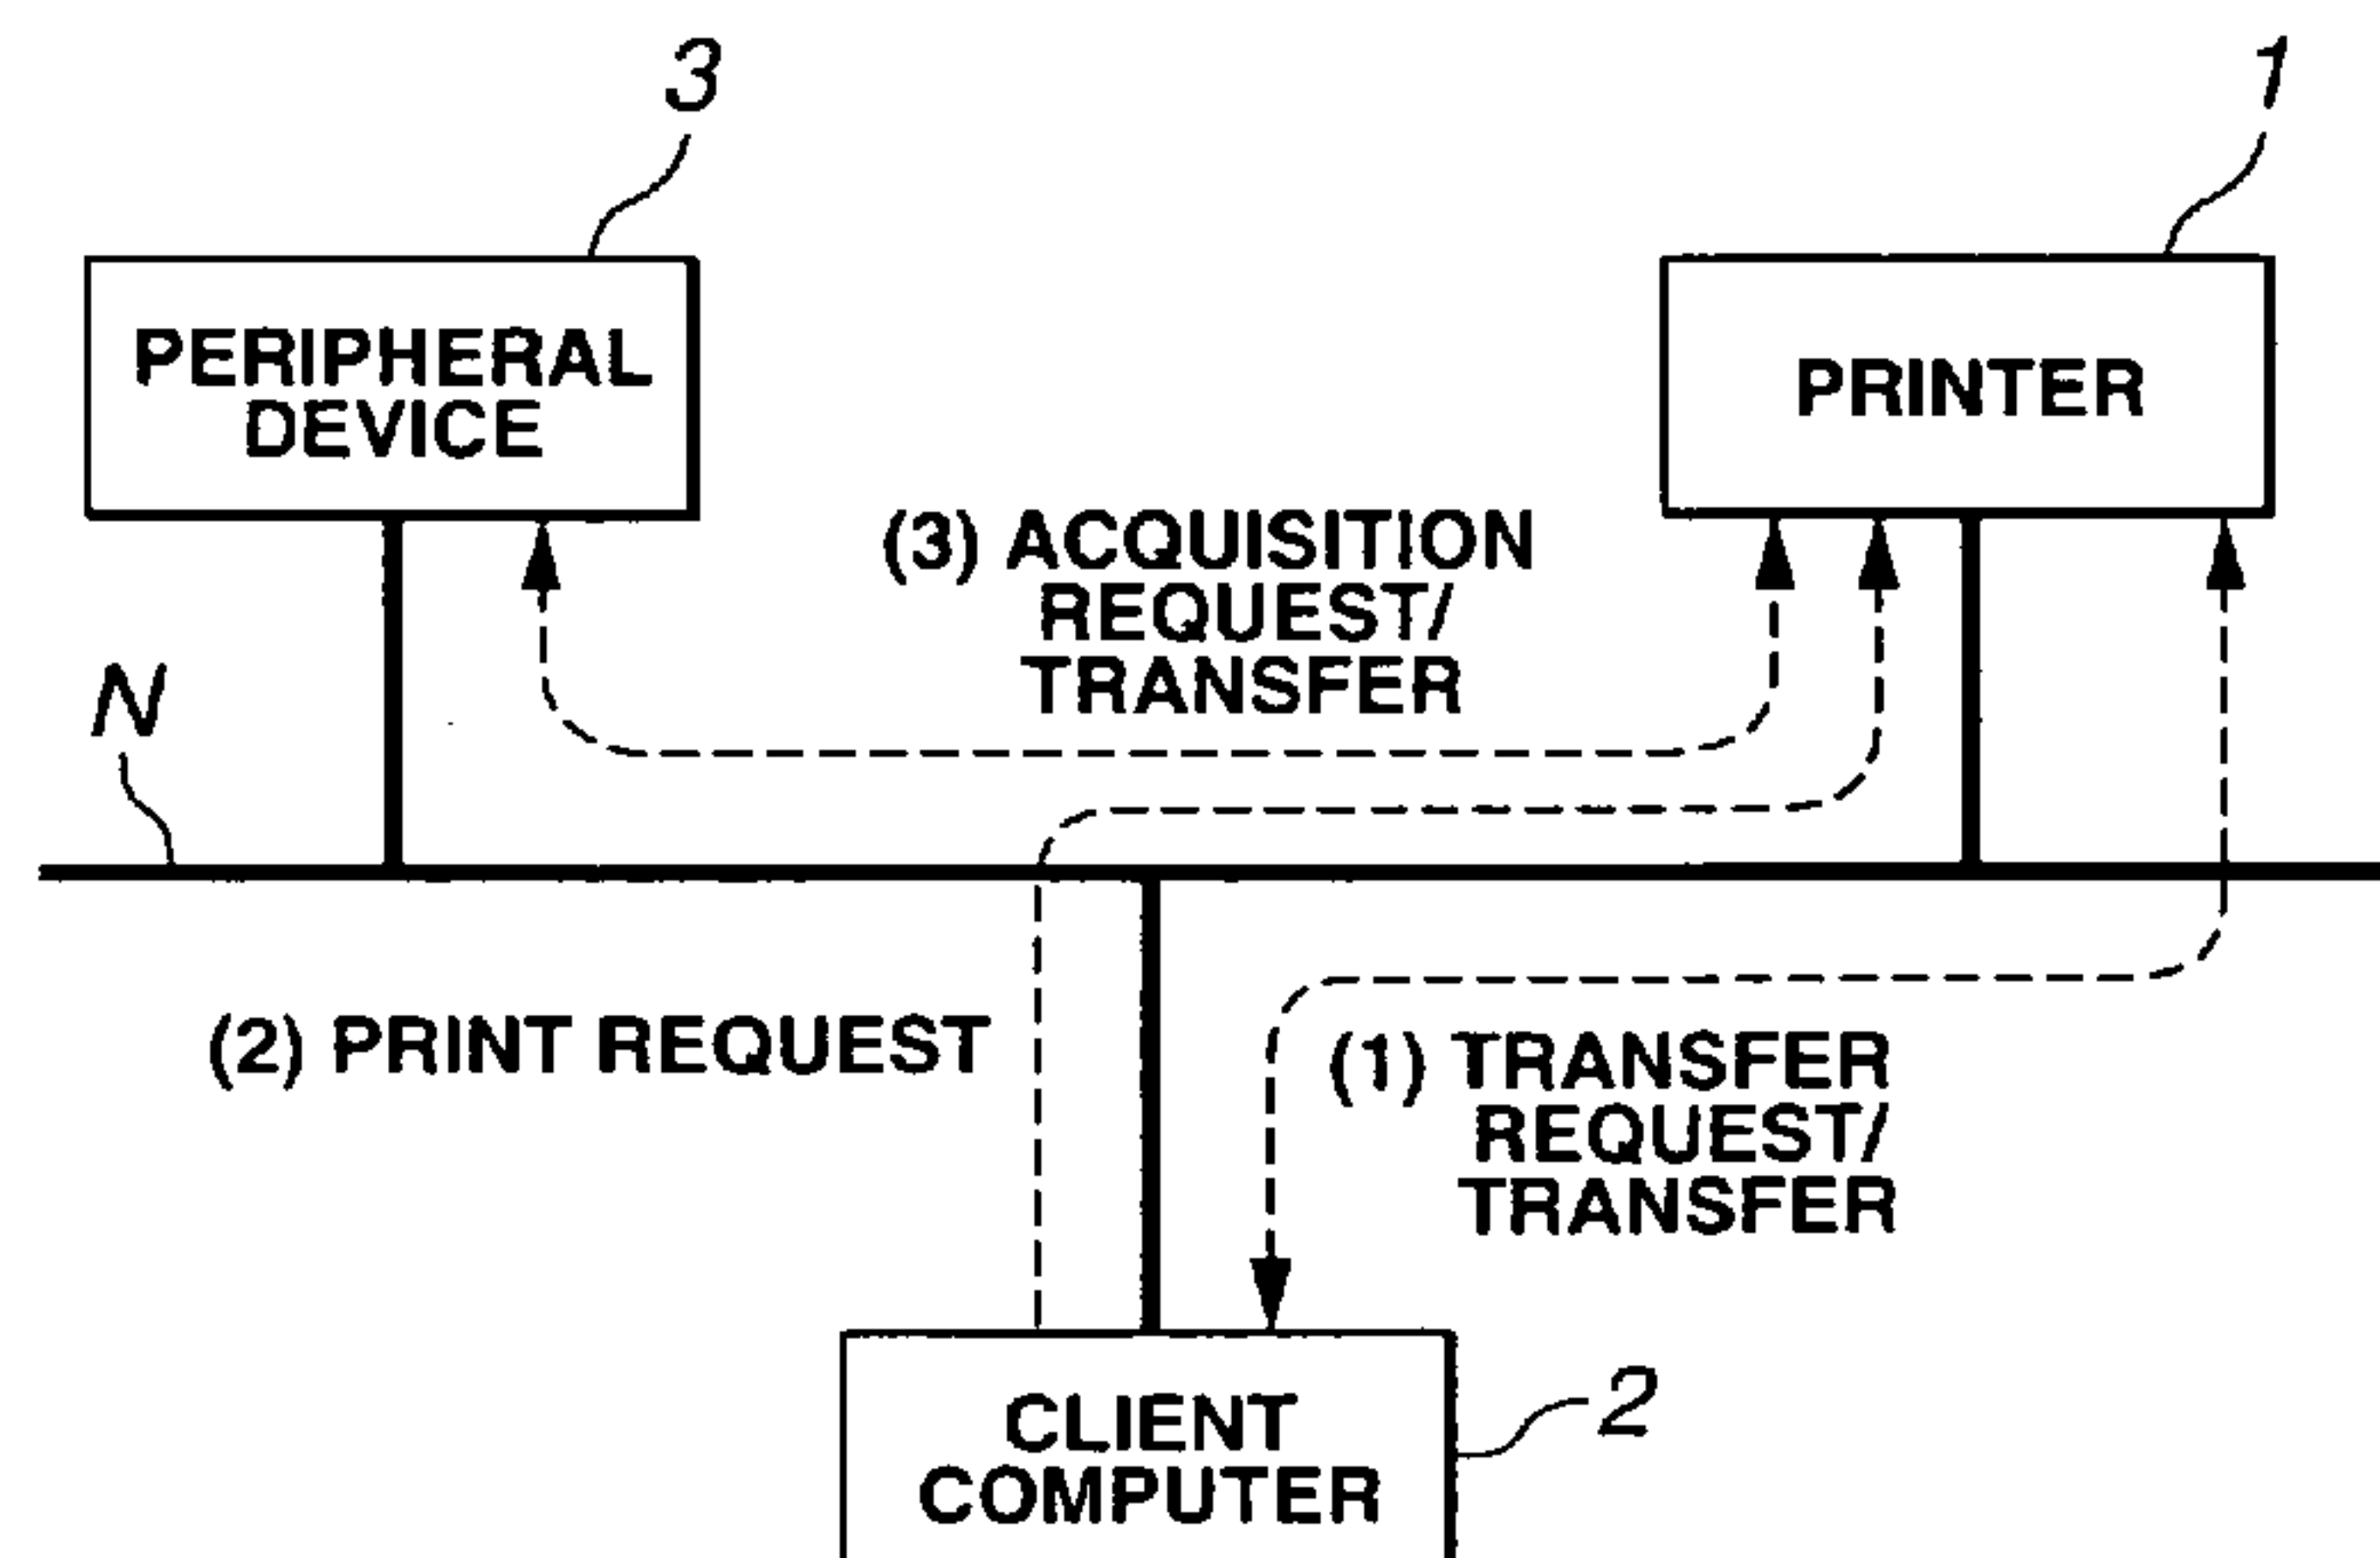 3
1
PERIPHERAL
DEVICE
PRINTER
(3) ACQUISITION
REQUEST/
TRANSFER
N
(2) PRINT REQUEST
(1) TRANSFER
REQUEST/
TRANSFER
CLIENT
COMPUTER
2